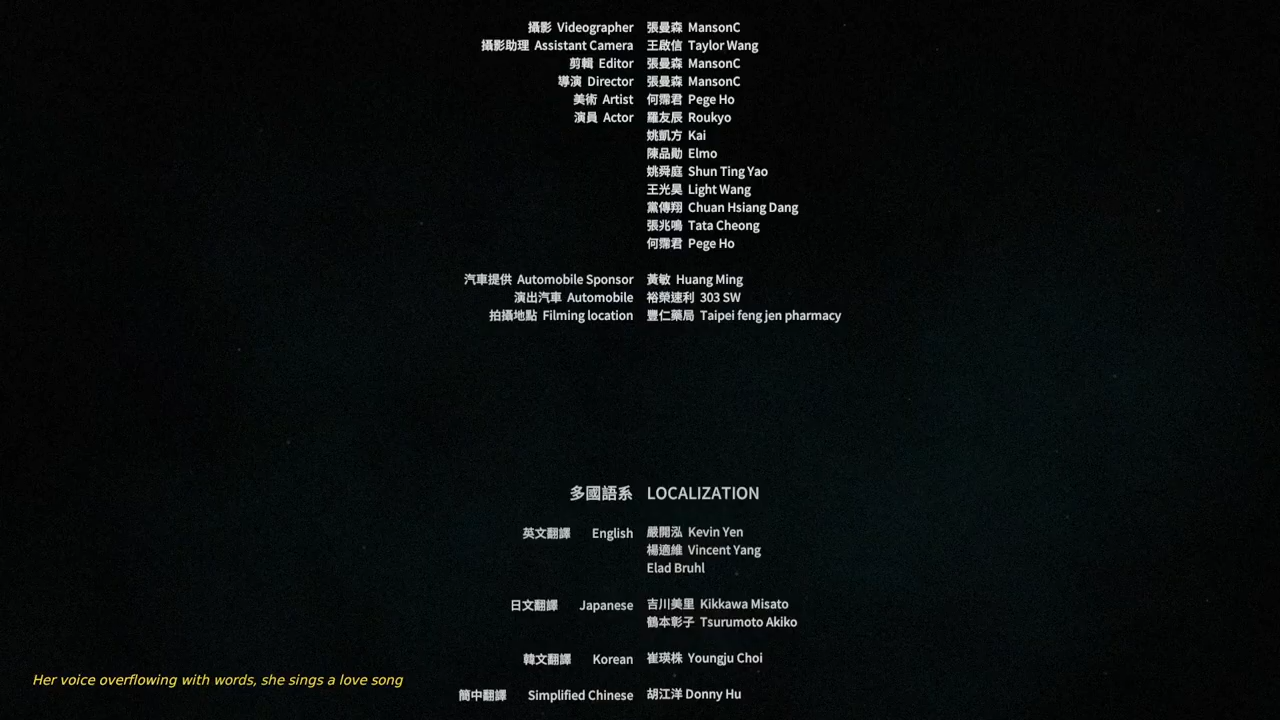 攝影 Videographer 張曼森 MansonC
攝影助理 Assistant Camera 王啟信 Taylor Wang
剪輯 Editor 張曼森 MansonC
導演 Director 張曼森 MansonC
美術 Artist 何霈君 Pege Ho
演員 Actor 羅友辰 Roukyo
姚凱方 Kai
陳品勛 Elmo
姚舜庭 Shun Ting Yao
王光昊 Light Wang
黨傳翔 Chuan Hsiang Dang
張兆鳴 Tata Cheong
何霈君 Pege Ho
汽車提供 Automobile Sponsor 黃敏 Huang Ming
演出汽車 Automobile 裕榮速利 303 SW
拍攝地點 Filming location 豐仁藥局 Taipei feng jen pharmacy
多國語系 LOCALIZATION
英文翻譯 English 嚴開泓 Kevin Yen
楊適維 Vincent Yang
Elad Bruhl
日文翻譯 Japanese 吉川美里 Kikkawa Misato
鶴本彰子 Tsurumoto Akiko
韓文翻譯 Korean 崔瑛株 Youngju Choi
Her voice overflowing with words, she sings a love song
簡中翻譯 Simplified Chinese 胡江洋 Donny Hu